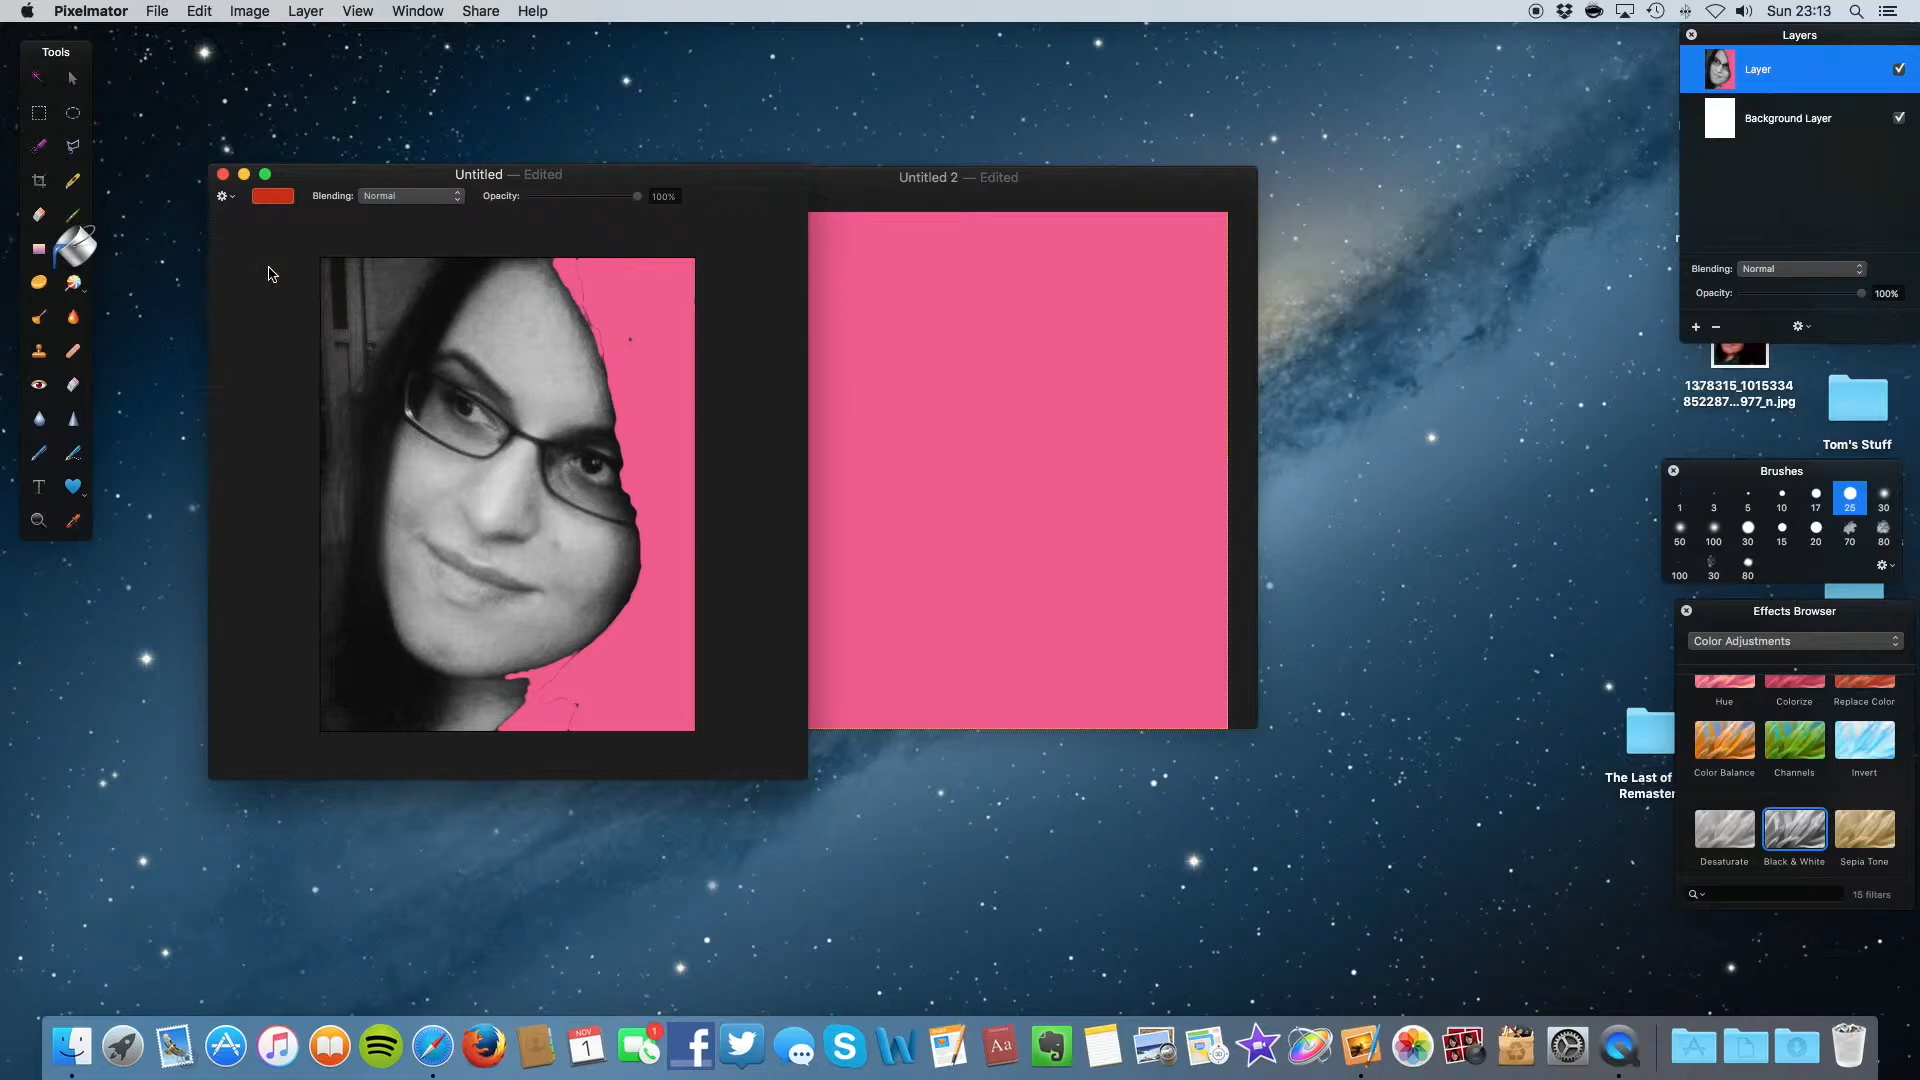 Pixelmator File Edit Image Layer View Window Share Help
Sun 23:13
Tools
Layers
Layer
Background Layer
Untitled — Edited
Blending: Normal Opacity: 100%
Untitled 2 — Edited
Blending: Normal
Opacity: 100%
1378315_1015334
852287...977_n.jpg
Tom's Stuff
Brushes
1 3 5 10 17 25 30
50 100 30 15 20 70 80
100 30 80
Effects Browser
Color Adjustments
Hue Colorize Replace Color
Color Balance Channels Invert
Desaturate Black & White Sepia Tone
15 filters
The Last of
Remaster
NOV
1
1
Aa